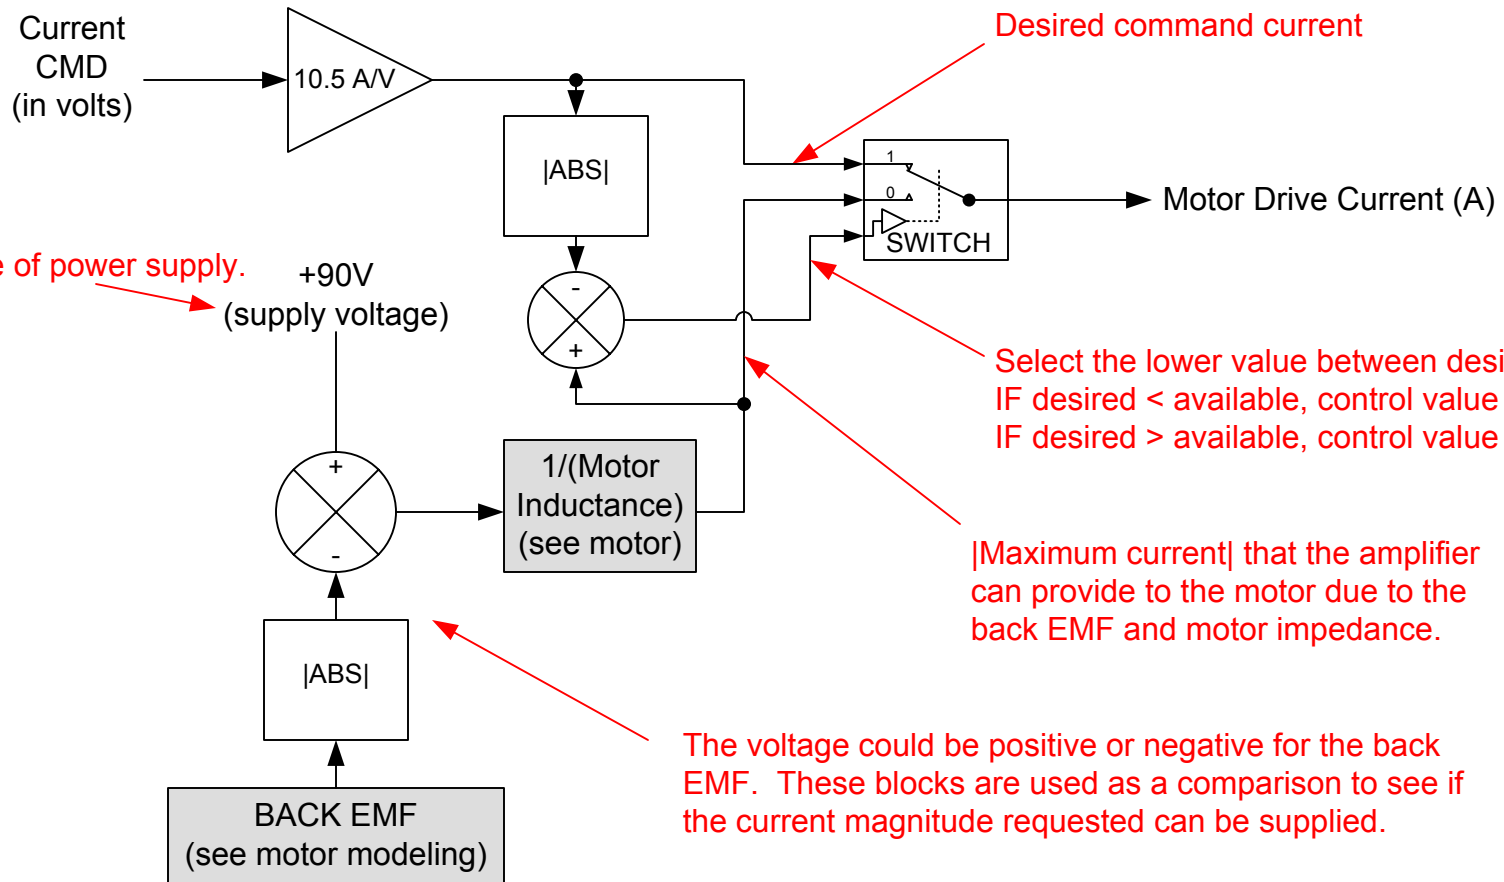 Current
CMD
(in volts)
10.5 A/V
Desired command current
|ABS|
1
0
SWITCH
Motor Drive Current (A)
of power supply.
+90V
(supply voltage)
-
+
Select the lower value between
IF desired < available, control value
IF desired > available, control value
+
-
1/(Motor
Inductance)
(see motor)
|Maximum current| that the amplifier
can provide to the motor due to the
back EMF and motor impedance.
|ABS|
The voltage could be positive or negative for the back
EMF. These blocks are used as a comparison to see if
the current magnitude requested can be supplied.
BACK EMF
(see motor modeling)